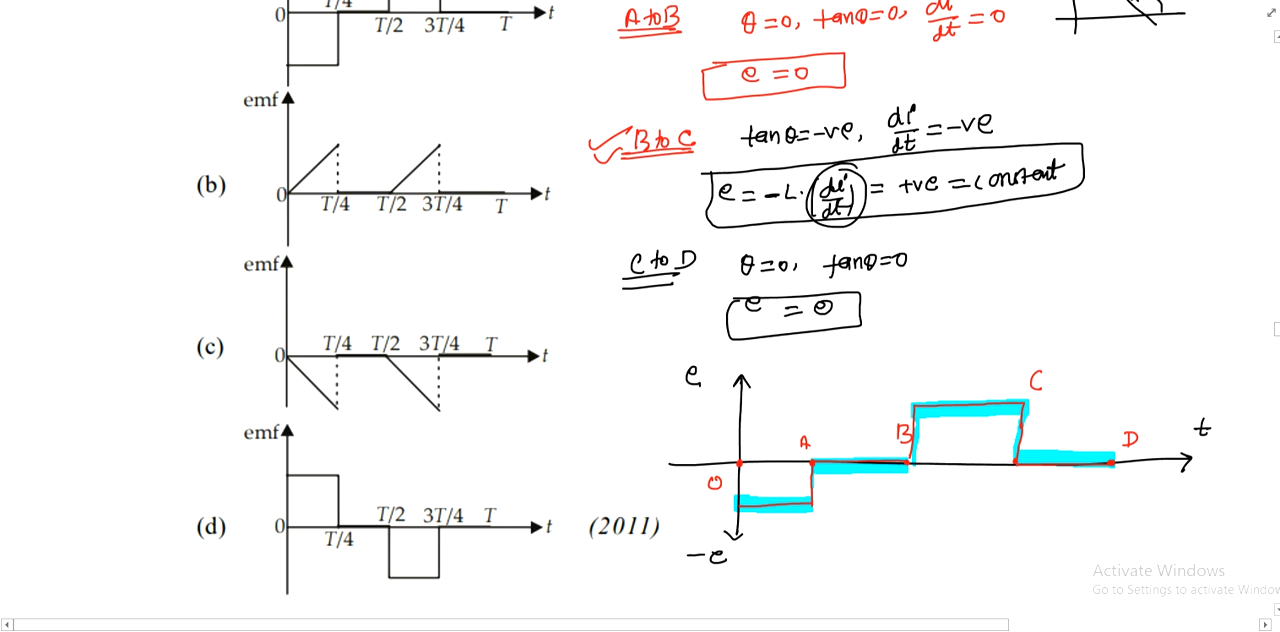 0 T/4 T/2 3T/4 T t
emf
(b) 0 T/4 T/2 3T/4 T t
emf
(c) 0 T/4 T/2 3T/4 T t
emf
(d) 0 T/4 T/2 3T/4 T t (2011)
A to B θ=0, tanθ=0, di/dt = 0
e = 0
B to C tanθ=-ve, di/dt = -ve
e = -L·(di/dt) = +ve = constant
C to D θ=0, tanθ=0
e = 0
e C
A B D t
O
-e
Activate Windows
Go to Settings to activate Window